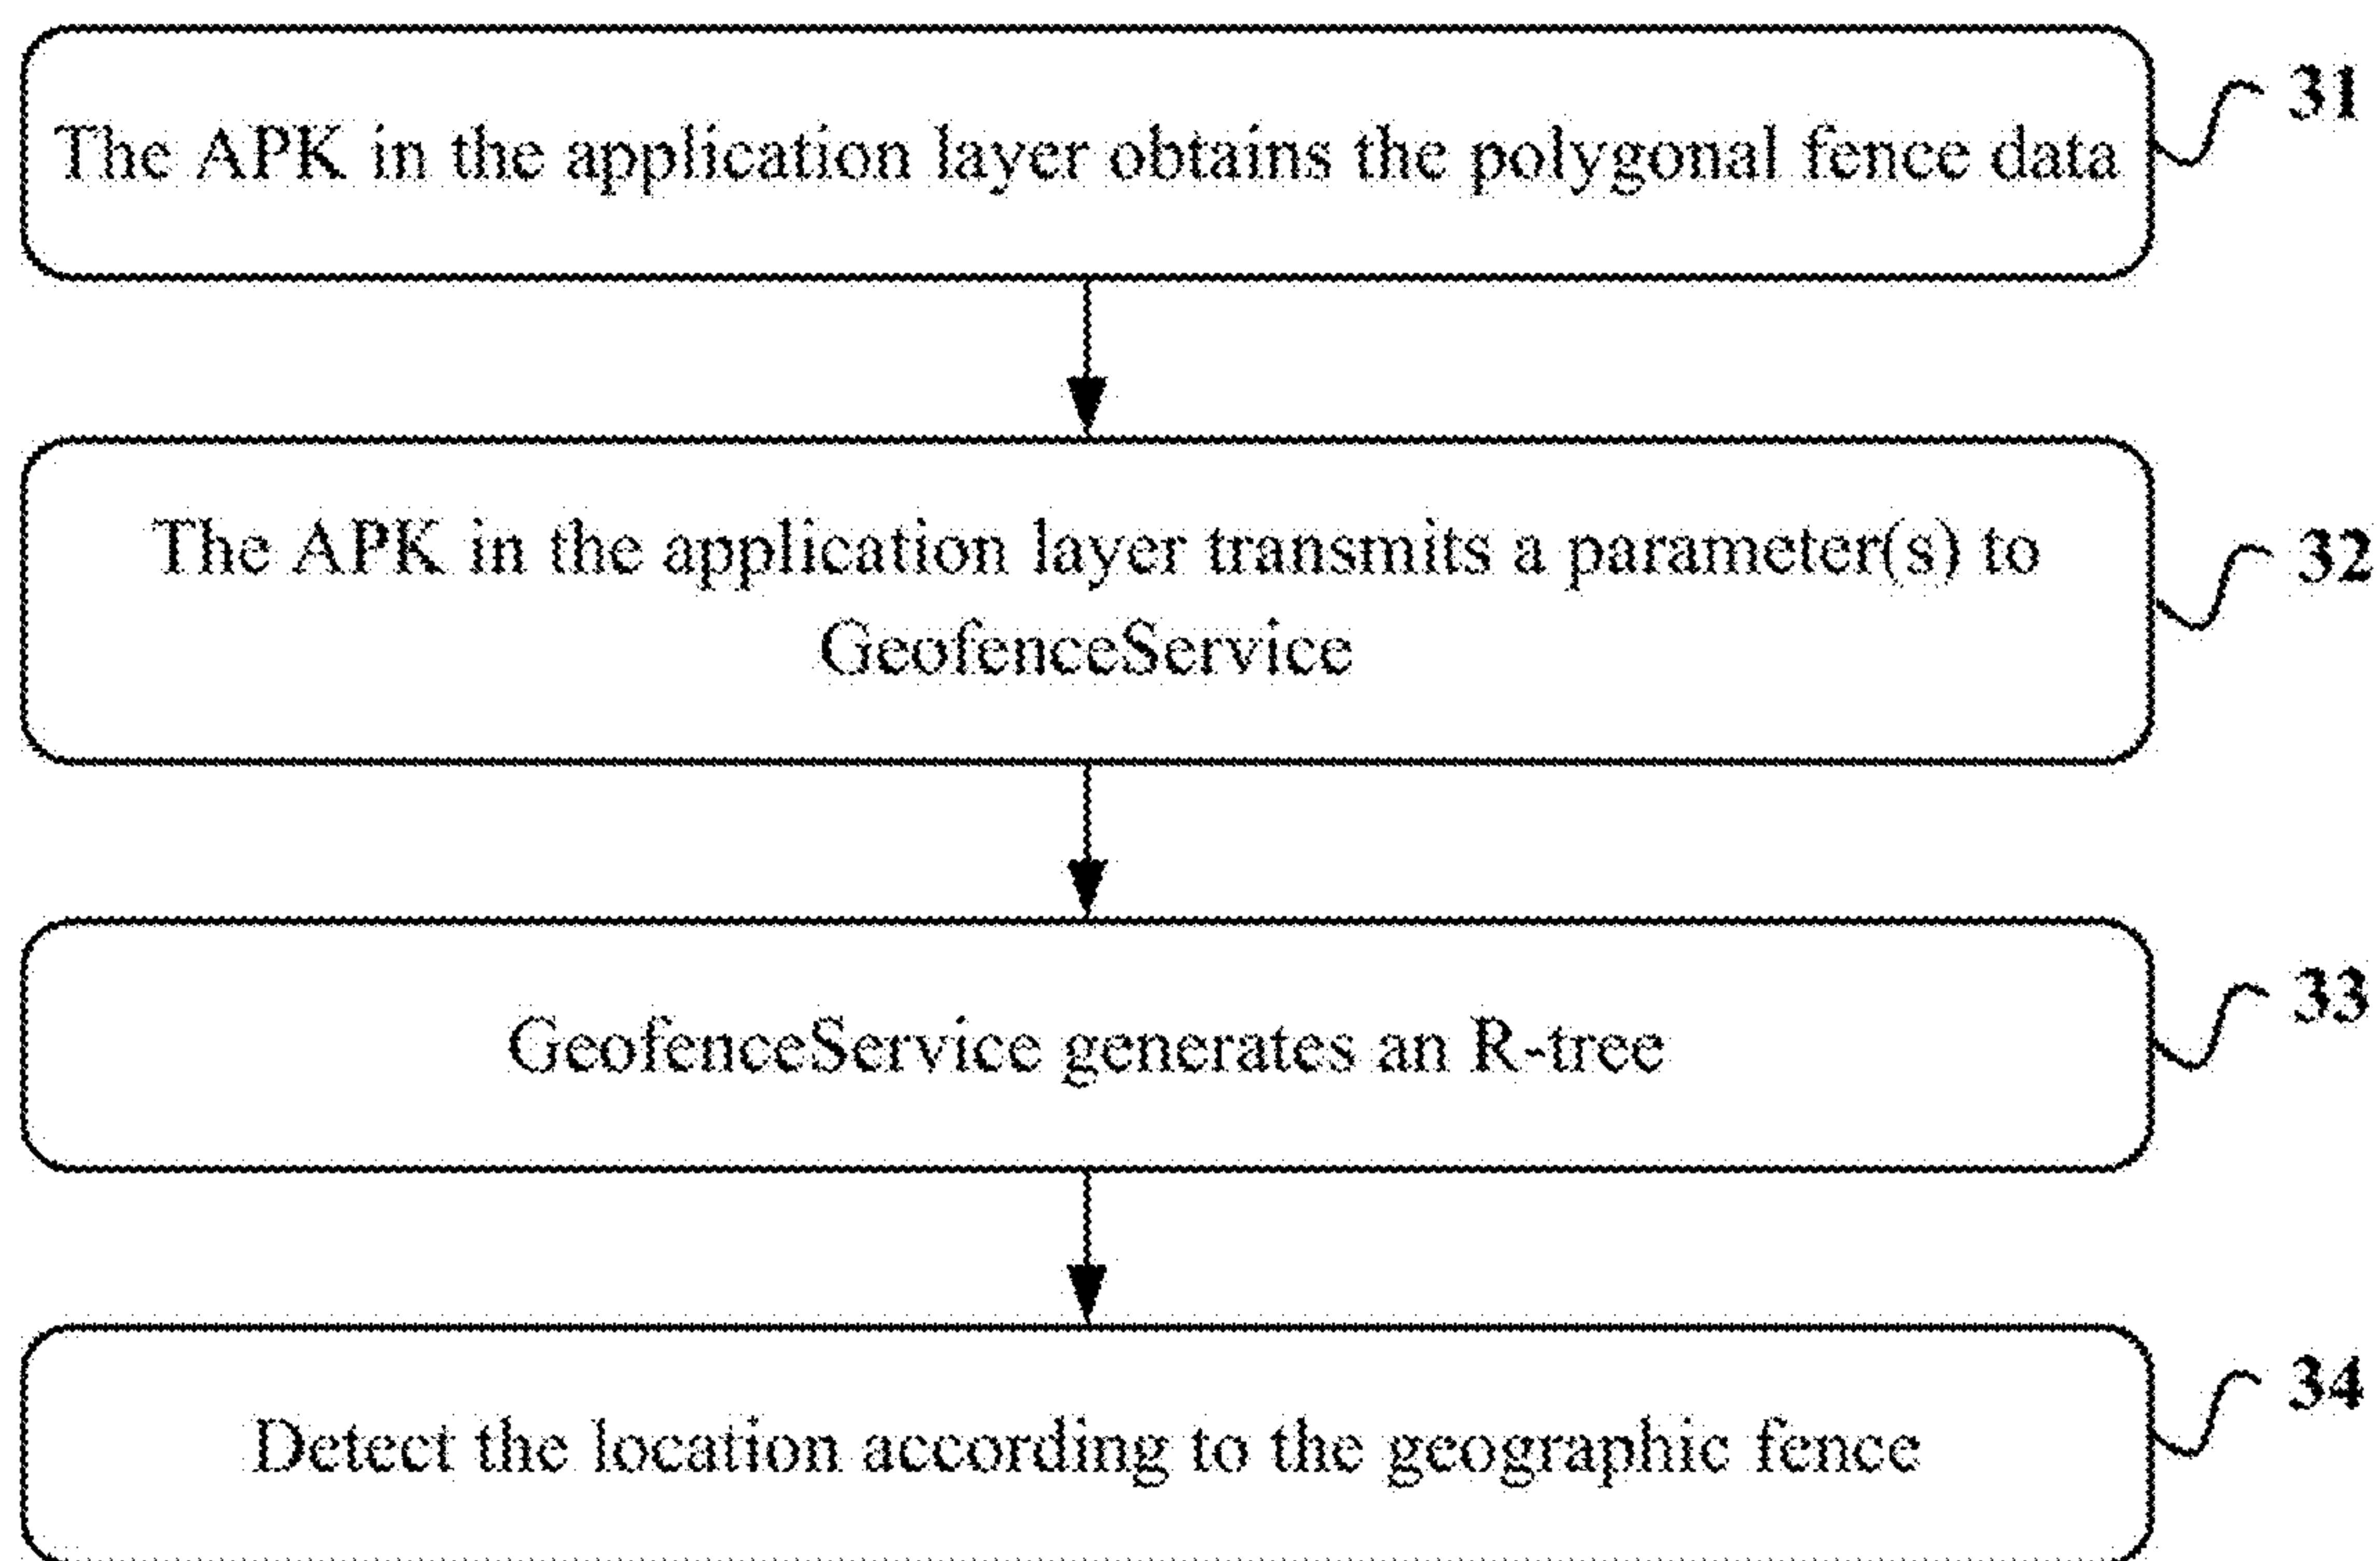 The APK in the application layer obtains the polygonal fence data
31
The APK in the application layer transmits a parameter(s) to
GeofenceService
32
GeofenceService generates an R-tree
33
Detect the location according to the geographic fence
34